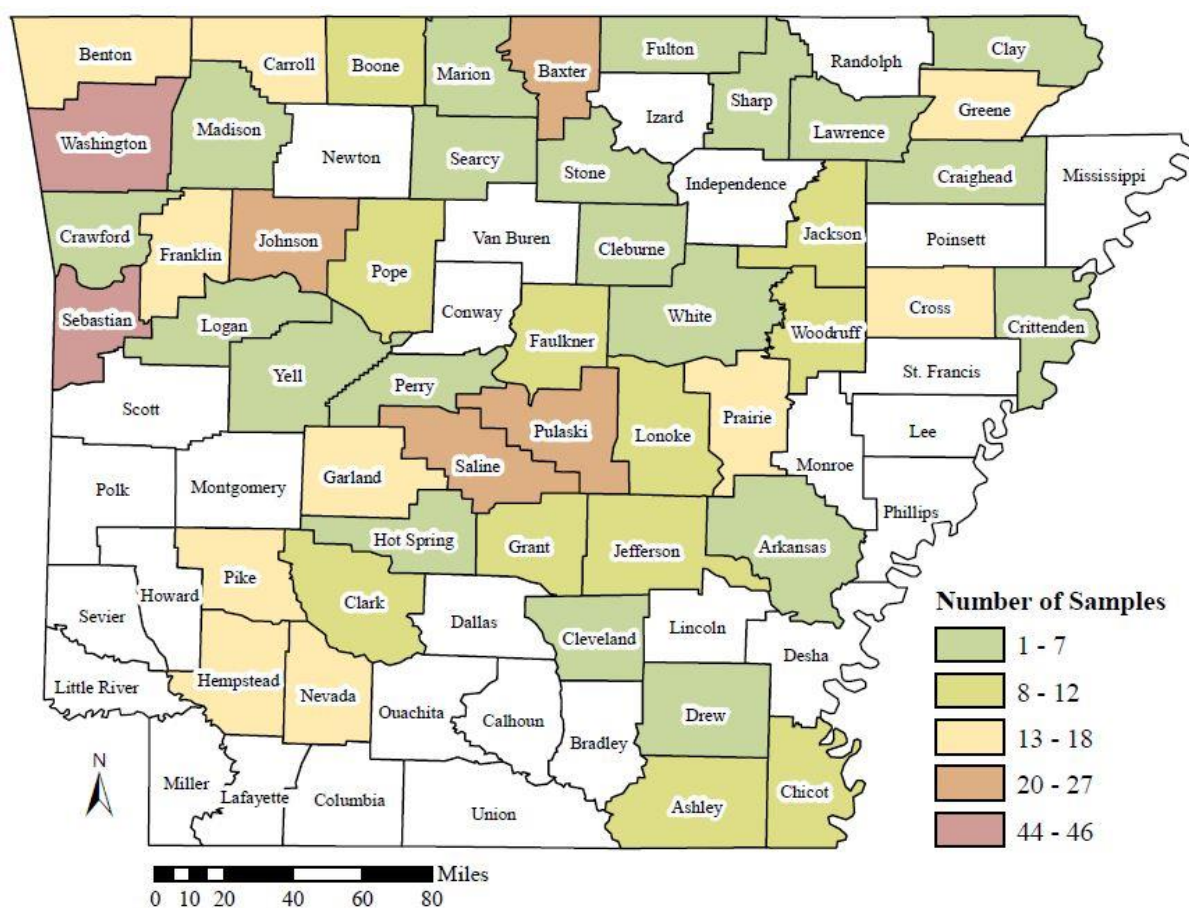 Benton
Carroll
Boone
Marion
Baxter
Fulton
Randolph
Clay
Washington
Madison
Newton
Searcy
Stone
Izard
Sharp
Lawrence
Greene
Independence
Craighead
Mississippi
Crawford
Franklin
Johnson
Pope
Van Buren
Cleburne
Jackson
Poinsett
Sebastian
Logan
Conway
Faulkner
White
Woodruff
Cross
Crittenden
Yell
Perry
St. Francis
Scott
Saline
Pulaski
Lonoke
Prairie
Monroe
Lee
Polk
Montgomery
Garland
Phillips
Hot Spring
Grant
Jefferson
Arkansas
Howard
Pike
Clark
Dallas
Cleveland
Lincoln
Desha
Sevier
Little River
Hempstead
Nevada
Ouachita
Calhoun
Bradley
Drew
Miller
Lafayette
Columbia
Union
Ashley
Chicot
Number of Samples
1 - 7
8 - 12
13 - 18
20 - 27
44 - 46
N
Miles
0 10 20 40 60 80